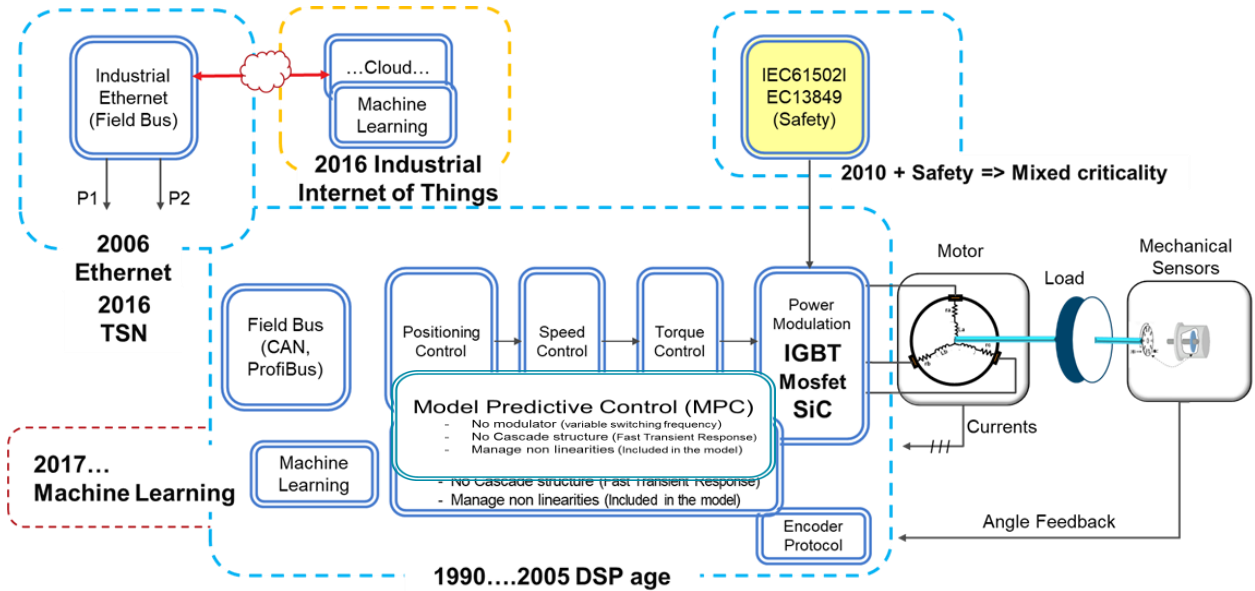 Industrial
Ethernet
(Field Bus)
P1
P2
2006
Ethernet
2016
TSN
…Cloud…
Machine
Learning
2016 Industrial
Internet of Things
IEC61502I
EC13849
(Safety)
2010 + Safety => Mixed criticality
Field Bus
(CAN,
ProfiBus)
Positioning
Control
Speed
Control
Torque
Control
Power
Modulation
IGBT
Mosfet
SiC
Motor
Load
Mechanical
Sensors
Model Predictive Control (MPC)
- No modulator (variable switching frequency)
- No Cascade structure (Fast Transient Response)
- Manage non linearities (Included in the model)
- No Cascade structure (Fast Transient Response)
- Manage non linearities (Included in the model)
Currents
2017…
Machine Learning
Machine
Learning
Encoder
Protocol
Angle Feedback
1990….2005 DSP age